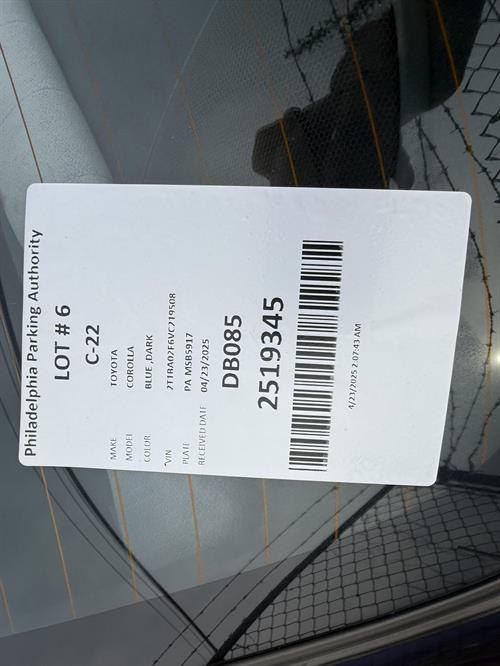 Philadelphia Parking Authority
LOT # 6
C-22
MAKE TOYOTA
MODEL COROLLA
COLOR BLUE ,DARK
VIN 2T1BA02E6VC219508
PLATE PA MSB5917
RECEIVED DATE 04/23/2025
DB085
2519345
4/23/2025 2:07:43 AM